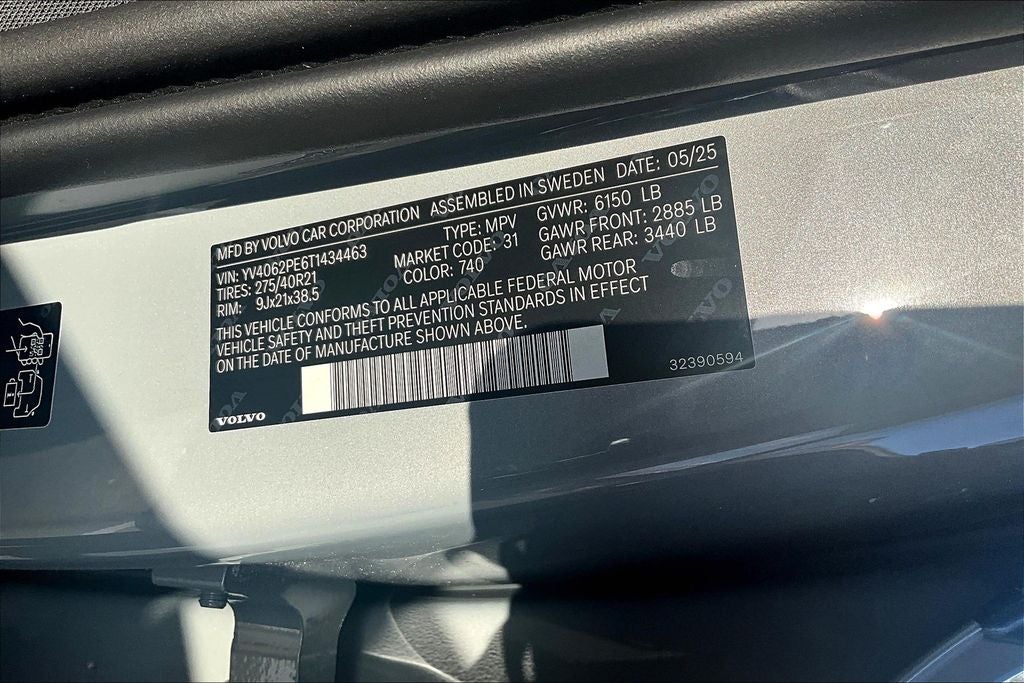 MFD BY VOLVO CAR CORPORATION ASSEMBLED IN SWEDEN DATE: 05/25
VIN: YV4062PE6T1434463 TYPE: MPV GVWR: 6150 LB
TIRES: 275/40R21 MARKET CODE: 31 GAWR FRONT: 2885 LB
RIM: 9Jx21x38.5 COLOR: 740 GAWR REAR: 3440 LB
THIS VEHICLE CONFORMS TO ALL APPLICABLE FEDERAL MOTOR
VEHICLE SAFETY AND THEFT PREVENTION STANDARDS IN EFFECT
ON THE DATE OF MANUFACTURE SHOWN ABOVE.
VOLVO
32390594